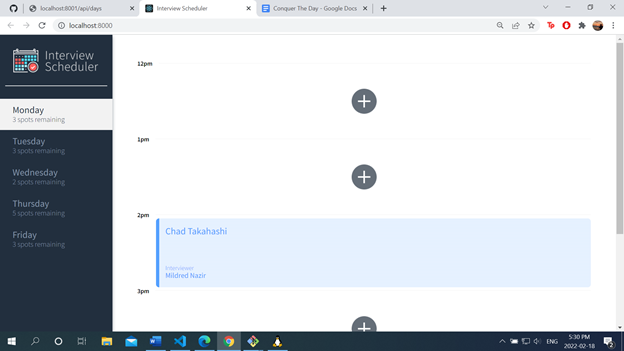 localhost:8001/api/days
Interview Scheduler
Conquer The Day - Google Docs
localhost:8000
Interview
Scheduler
Monday
3 spots remaining
Tuesday
3 spots remaining
Wednesday
2 spots remaining
Thursday
5 spots remaining
Friday
3 spots remaining
12pm
1pm
2pm
Chad Takahashi
Interviewer
Mildred Nazir
3pm
ENG
5:30 PM
2022-02-18
2